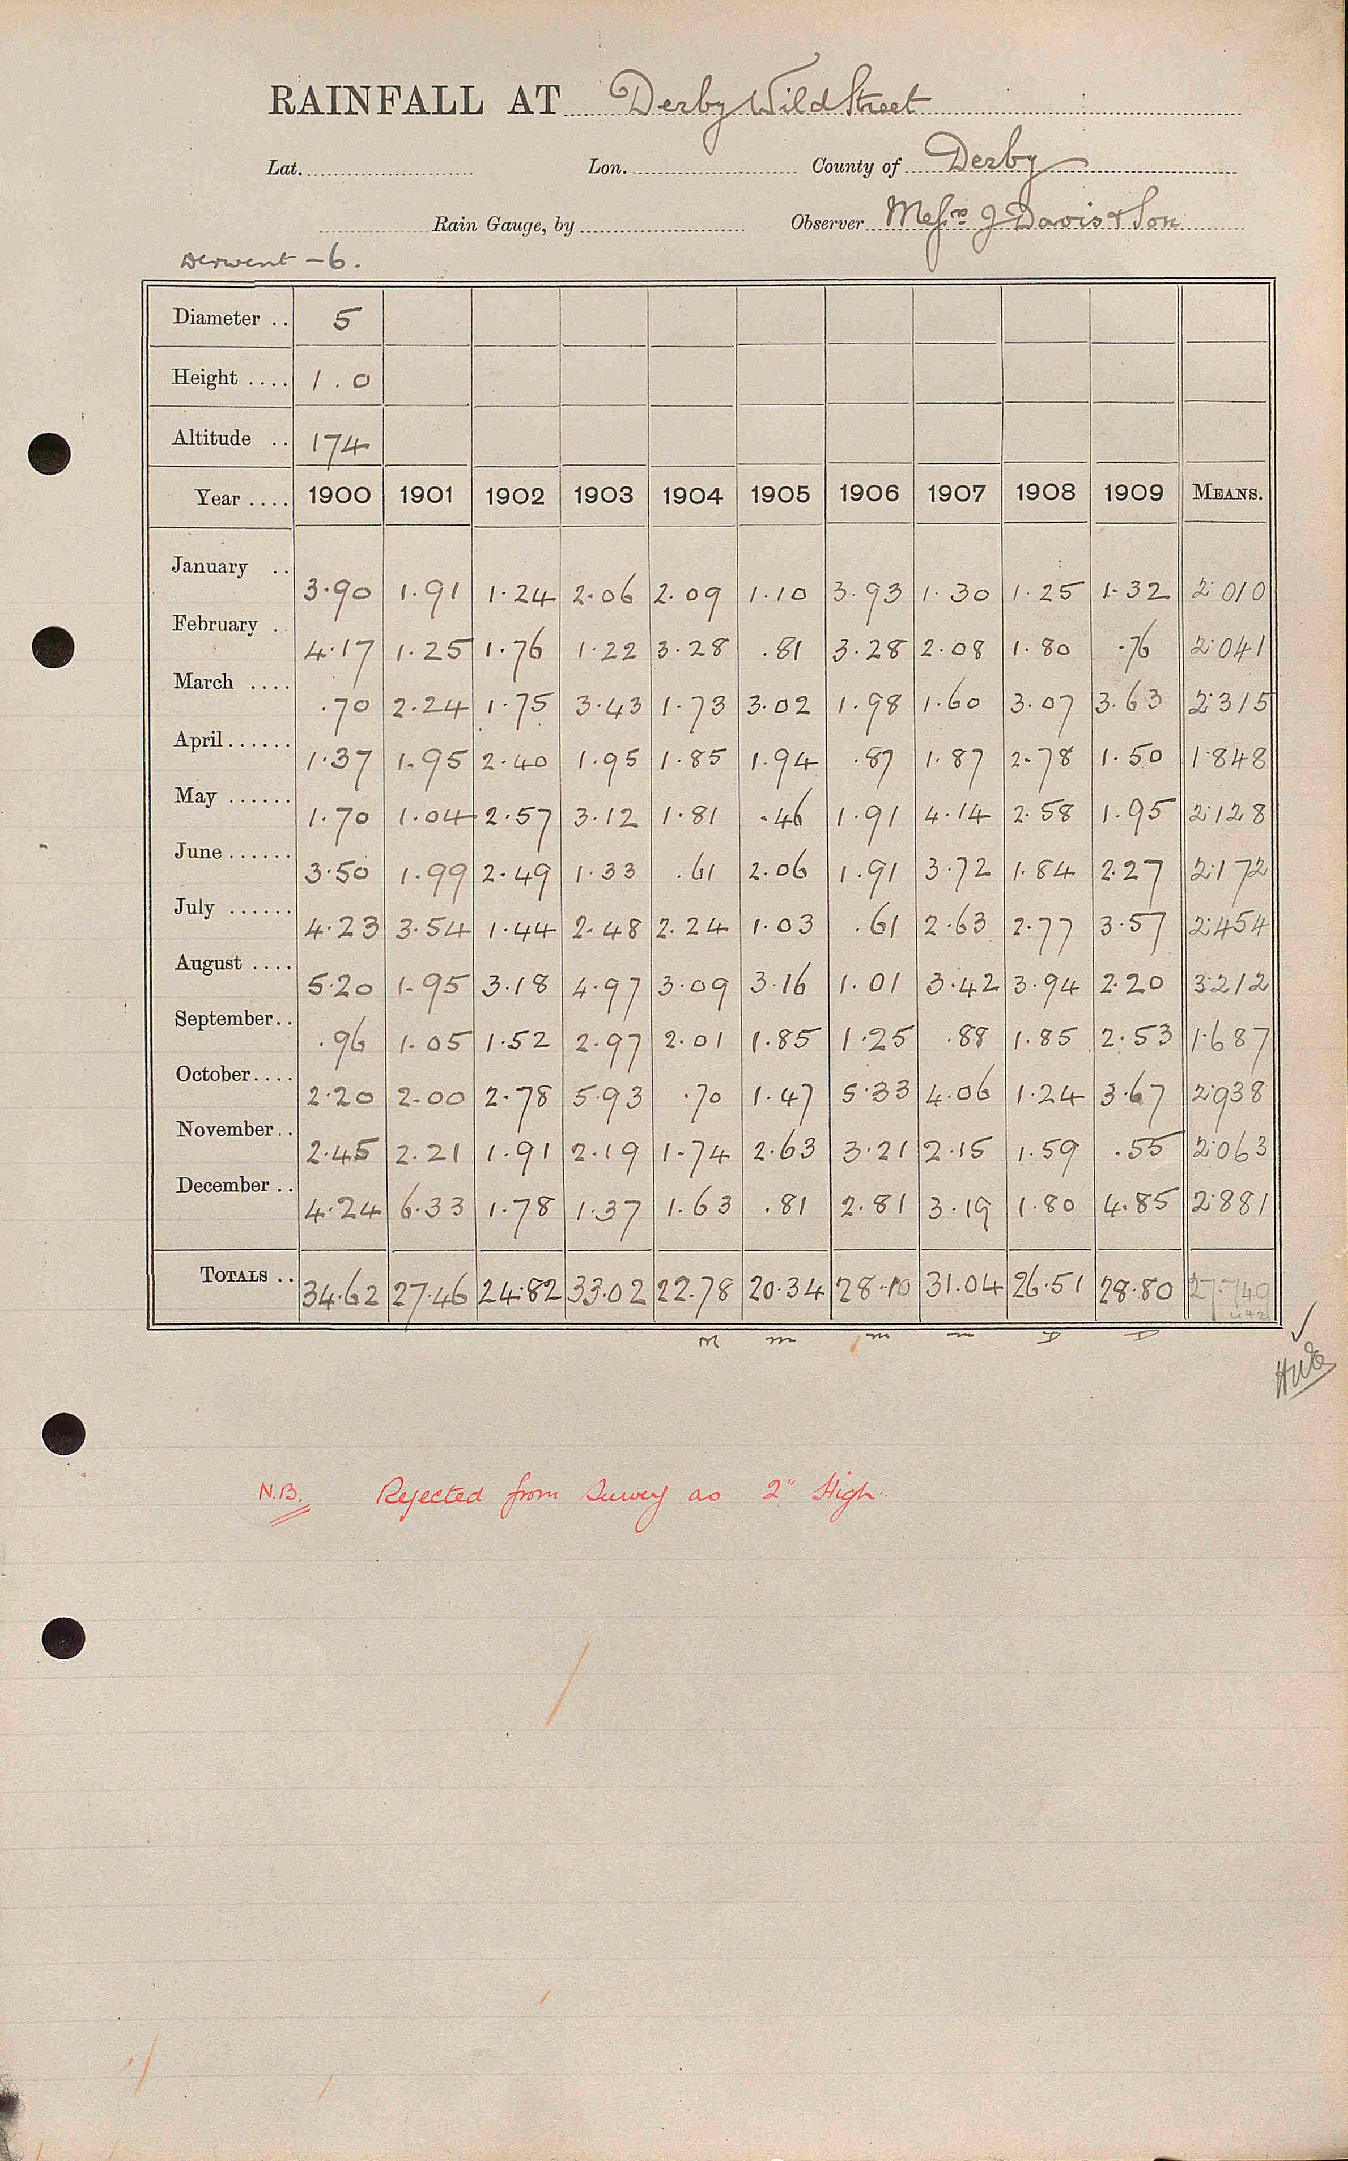 RAINFALL AT Derby Wild Street
Lat. Lon. County of Derby
Rain Gauge, by Observer Messrs J Davis & Son
Derwent - 6.
Diameter .. 5
Height .... 1.0
Altitude .. 174
Year .... 1900 1901 1902 1903 1904 1905 1906 1907 1908 1909 MEANS.
January .. 3.90 1.91 1.24 2.06 2.09 1.10 3.93 1.30 1.25 1.32 2.010
February . 4.17 1.25 1.76 1.22 3.28 .81 3.28 2.08 1.80 .76 2.041
March .... .70 2.24 1.75 3.43 1.73 3.02 1.98 1.60 3.07 3.63 2.315
April...... 1.37 1.95 2.40 1.95 1.85 1.94 .87 1.87 2.78 1.50 1.848
May ...... 1.70 1.04 2.57 3.12 1.81 .46 1.91 4.14 2.58 1.95 2.128
June...... 3.50 1.99 2.49 1.33 .61 2.06 1.91 3.72 1.84 2.27 2.172
July ...... 4.23 3.54 1.44 2.48 2.24 1.03 .61 2.63 2.77 3.57 2.454
August .... 5.20 1.95 3.18 4.97 3.09 3.16 1.01 3.42 3.94 2.20 3.212
September.. .96 1.05 1.52 2.97 2.01 1.85 1.25 .88 1.85 2.53 1.687
October.... 2.20 2.00 2.78 5.93 .70 1.47 5.33 4.06 1.24 3.67 2.938
November.. 2.45 2.21 1.91 2.19 1.74 2.63 3.21 2.15 1.59 .55 2.063
December .. 4.24 6.33 1.78 1.37 1.63 .81 2.81 3.19 1.80 4.85 2.881
TOTALS .. 34.62 27.46 24.82 33.02 22.78 20.34 28.10 31.04 26.51 28.80 27.740
N.B. Rejected from Survey as 2" High.